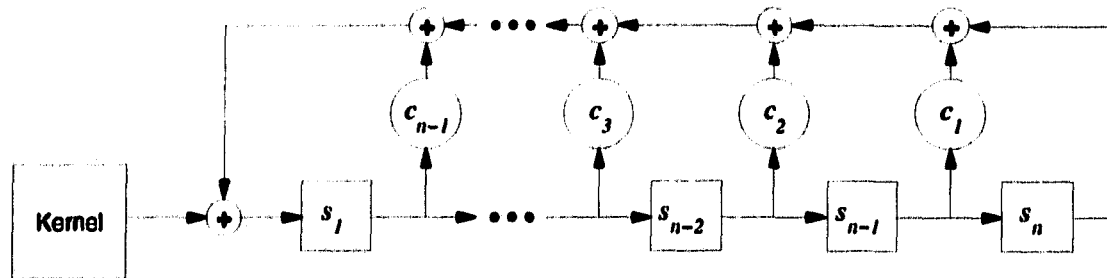 + ••• + + +
c_{n-1} c_3 c_2 c_1
Kernel + s_1 ••• s_{n-2} s_{n-1} s_n